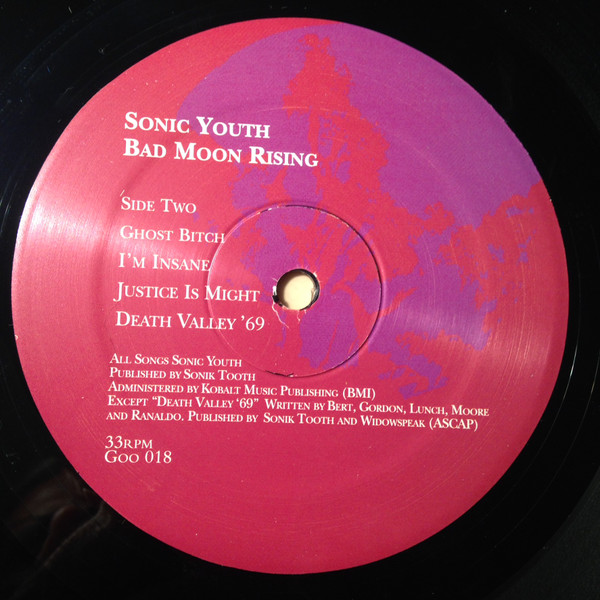 Sonic Youth
Bad Moon Rising
Side Two
Ghost Bitch
I'm Insane
Justice Is Might
Death Valley '69
All Songs Sonic Youth
Published by Sonik Tooth
Administered by Kobalt Music Publishing (BMI)
Except "Death Valley '69" Written by Bert, Gordon, Lunch, Moore
and Ranaldo. Published by Sonik Tooth and Widowspeak (ASCAP)
33rpm
Goo 018